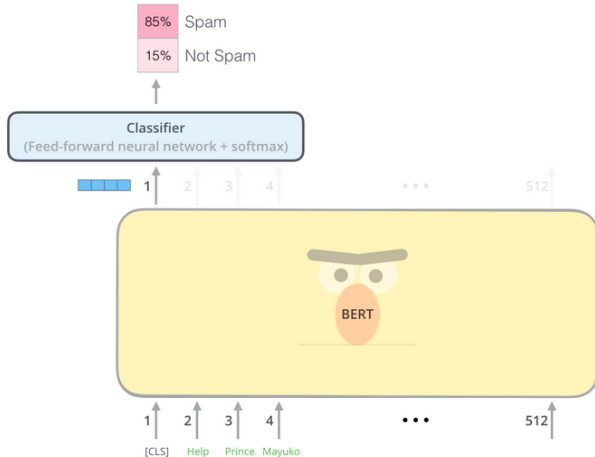 85% Spam
15% Not Spam
Classifier
(Feed-forward neural network + softmax)
1 2 3 4 ••• 512
BERT
1 2 3 4 ••• 512
[CLS] Help Prince Mayuko